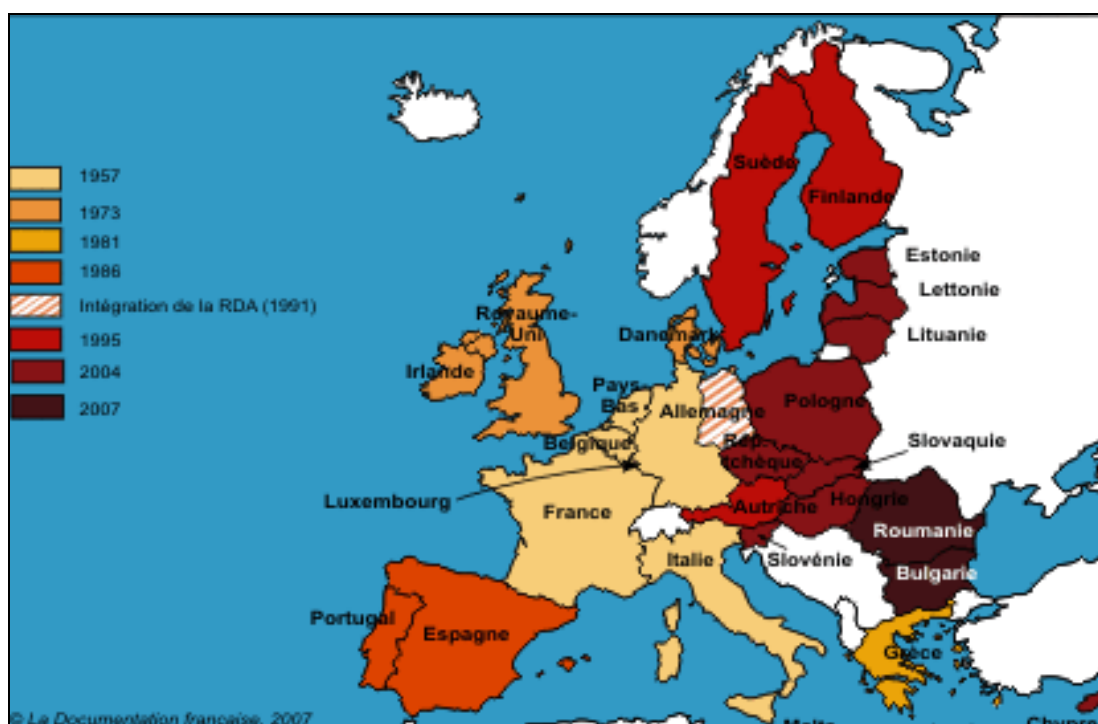 1957
1973
1981
1986
Intégration de la RDA (1991)
1995
2004
2007
Suède
Finlande
Estonie
Lettonie
Lituanie
Royaume-
Uni
Irlande
Danemark
Pays
Bas
Allemagne
Pologne
Belgique
Rép.
tchèque
Slovaquie
Luxembourg
France
Autriche
Hongrie
Roumanie
Italie
Slovénie
Bulgarie
Portugal
Espagne
Grèce
© La Documentation française, 2007
Malte
Chypre